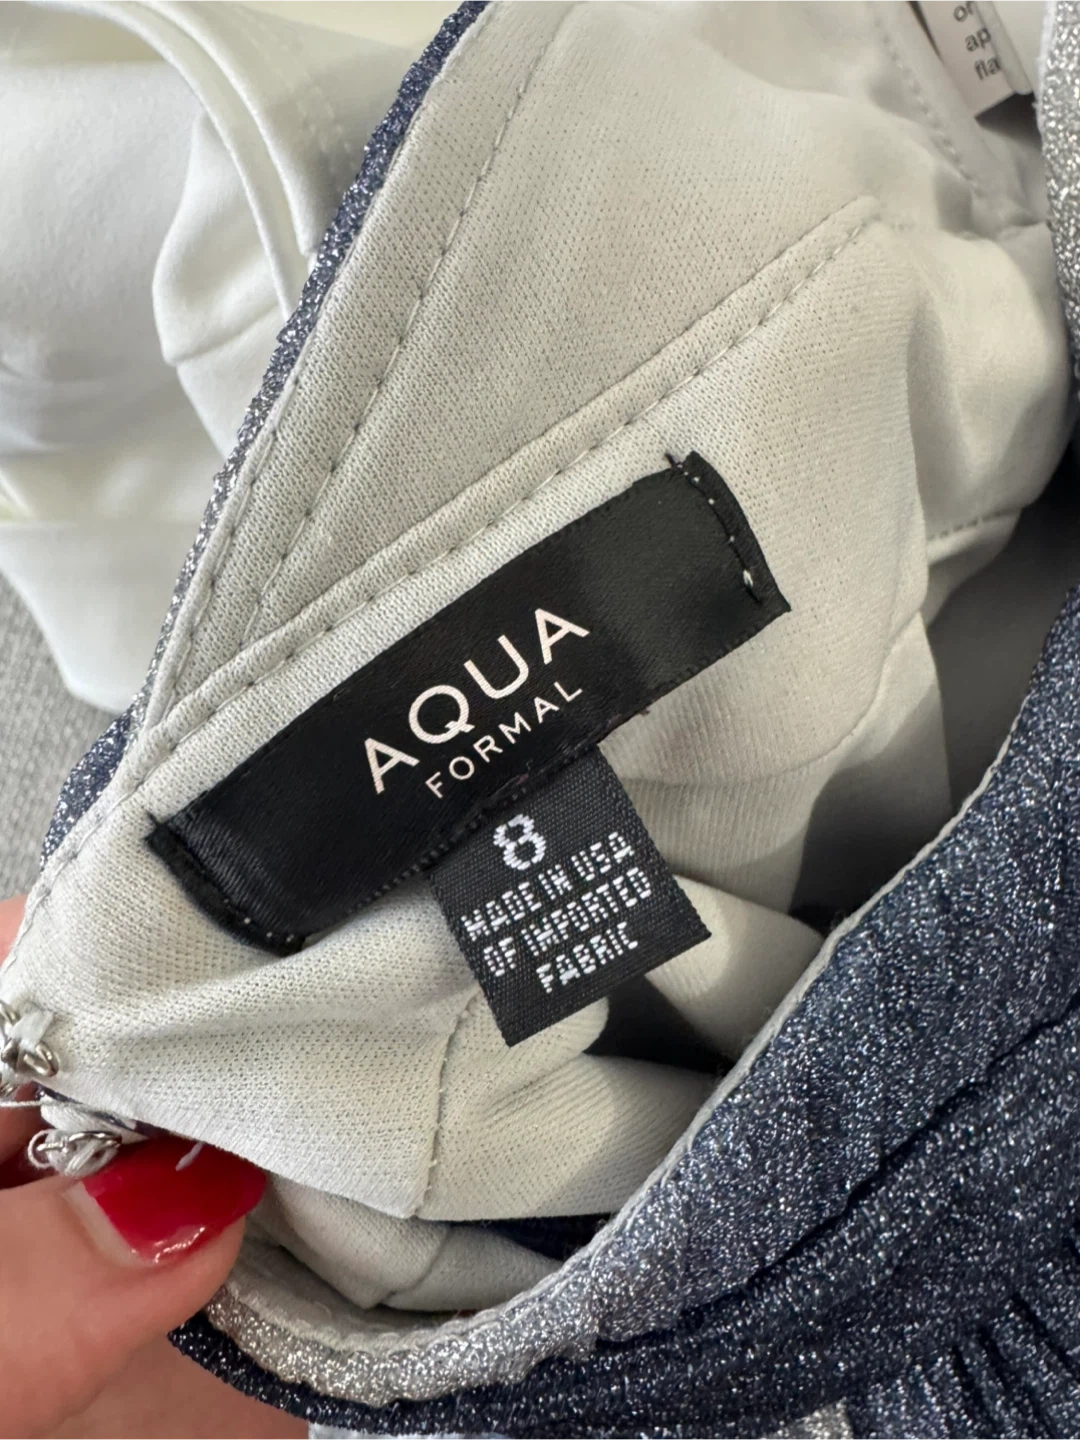 AQUA
FORMAL
8
MADE IN USA
OF IMPORTED
FABRIC